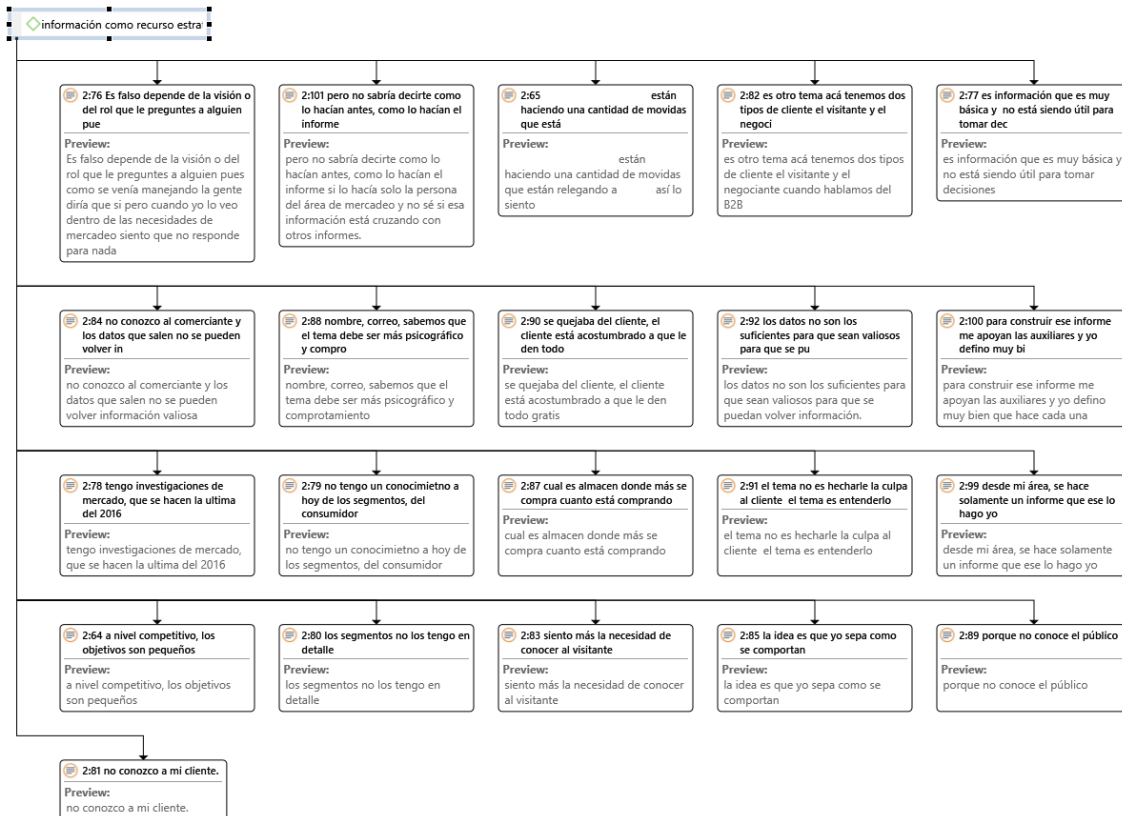 información como recurso estra
2:76 Es falso depende de la visión o
del rol que le preguntes a alguien
pue
Preview:
Es falso depende de la visión o del
rol que le preguntes a alguien pues
como se venía manejando la gente
diría que si pero cuando yo lo veo
dentro de las necesidades de
mercadeo siento que no responde
para nada
2:101 pero no sabría decirte como
lo hacían antes, como lo hacían el
informe
Preview:
pero no sabría decirte como lo
hacían antes, como lo hacían el
informe si lo hacía solo la persona
del área de mercadeo y no sé si esa
información está cruzando con
otros informes.
2:65 están
haciendo una cantidad de movidas
que está
Preview:
están
haciendo una cantidad de movidas
que están relegando a así lo
siento
2:82 es otro tema acá tenemos dos
tipos de cliente el visitante y el
negoci
Preview:
es otro tema acá tenemos dos tipos
de cliente el visitante y el
negociante cuando hablamos del
B2B
2:77 es información que es muy
básica y no está siendo útil para
tomar dec
Preview:
es información que es muy básica y
no está siendo útil para tomar
decisiones
2:84 no conozco al comerciante y
los datos que salen no se pueden
volver in
Preview:
no conozco al comerciante y los
datos que salen no se pueden
volver información valiosa
2:88 nombre, correo, sabemos que
el tema debe ser más psicográfico
y compro
Preview:
nombre, correo, sabemos que el
tema debe ser más psicográfico y
comprotamiento
2:90 se quejaba del cliente, el
cliente está acostumbrado a que le
den todo
Preview:
se quejaba del cliente, el cliente
está acostumbrado a que le den
todo gratis
2:92 los datos no son los
suficientes para que sean valiosos
para que se pu
Preview:
los datos no son los suficientes para
que sean valiosos para que se
puedan volver información.
2:100 para construir ese informe
me apoyan las auxiliares y yo
defino muy bi
Preview:
para construir ese informe me
apoyan las auxiliares y yo defino
muy bien que hace cada una
2:78 tengo investigaciones de
mercado, que se hacen la ultima
del 2016
Preview:
tengo investigaciones de mercado,
que se hacen la ultima del 2016
2:79 no tengo un conocimietno a
hoy de los segmentos, del
consumidor
Preview:
no tengo un conocimietno a hoy de
los segmentos, del consumidor
2:87 cual es almacen donde más se
compra cuanto está comprando
Preview:
cual es almacen donde más se
compra cuanto está comprando
2:91 el tema no es hecharle la culpa
al cliente el tema es entenderlo
Preview:
el tema no es hecharle la culpa al
cliente el tema es entenderlo
2:99 desde mi área, se hace
solamente un informe que ese lo
hago yo
Preview:
desde mi área, se hace solamente
un informe que ese lo hago yo
2:64 a nivel competitivo, los
objetivos son pequeños
Preview:
a nivel competitivo, los objetivos
son pequeños
2:80 los segmentos no los tengo en
detalle
Preview:
los segmentos no los tengo en
detalle
2:83 siento más la necesidad de
conocer al visitante
Preview:
siento más la necesidad de conocer
al visitante
2:85 la idea es que yo sepa como
se comportan
Preview:
la idea es que yo sepa como se
comportan
2:89 porque no conoce el público
Preview:
porque no conoce el público
2:81 no conozco a mi cliente.
Preview:
no conozco a mi cliente.